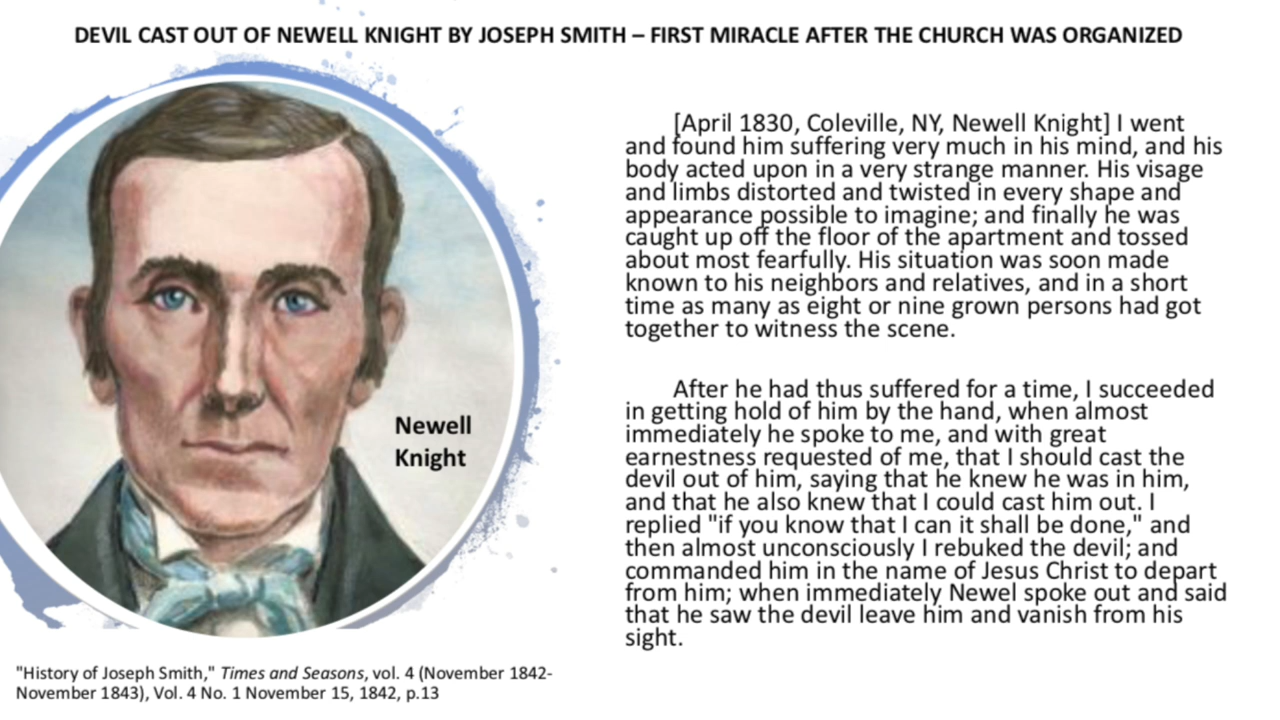 DEVIL CAST OUT OF NEWELL KNIGHT BY JOSEPH SMITH – FIRST MIRACLE AFTER THE CHURCH WAS ORGANIZED
Newell
Knight
"History of Joseph Smith," Times and Seasons, vol. 4 (November 1842-
November 1843), Vol. 4 No. 1 November 15, 1842, p.13
[April 1830, Coleville, NY, Newell Knight] I went
and found him suffering very much in his mind, and his
body acted upon in a very strange manner. His visage
and limbs distorted and twisted in every shape and
appearance possible to imagine; and finally he was
caught up off the floor of the apartment and tossed
about most fearfully. His situation was soon made
known to his neighbors and relatives, and in a short
time as many as eight or nine grown persons had got
together to witness the scene.
After he had thus suffered for a time, I succeeded
in getting hold of him by the hand, when almost
immediately he spoke to me, and with great
earnestness requested of me, that I should cast the
devil out of him, saying that he knew he was in him,
and that he also knew that I could cast him out. I
replied "if you know that I can it shall be done," and
then almost unconsciously I rebuked the devil; and
commanded him in the name of Jesus Christ to depart
from him; when immediately Newel spoke out and said
that he saw the devil leave him and vanish from his
sight.